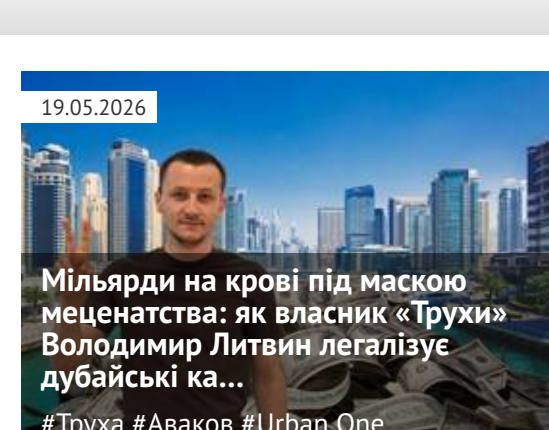 19.05.2026
Мільярди на крові під маскою
меценатства: як власник «Трухи»
Володимир Литвин легалізує
дубайські ка...
#Труха #Аваков #Urban One